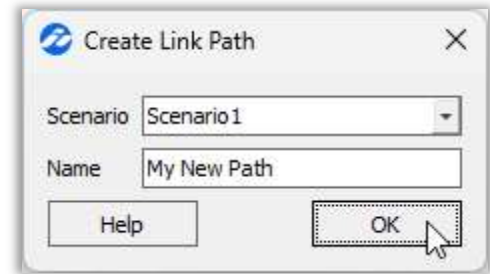 Create Link Path
Scenario Scenario1
Name My New Path
Help OK